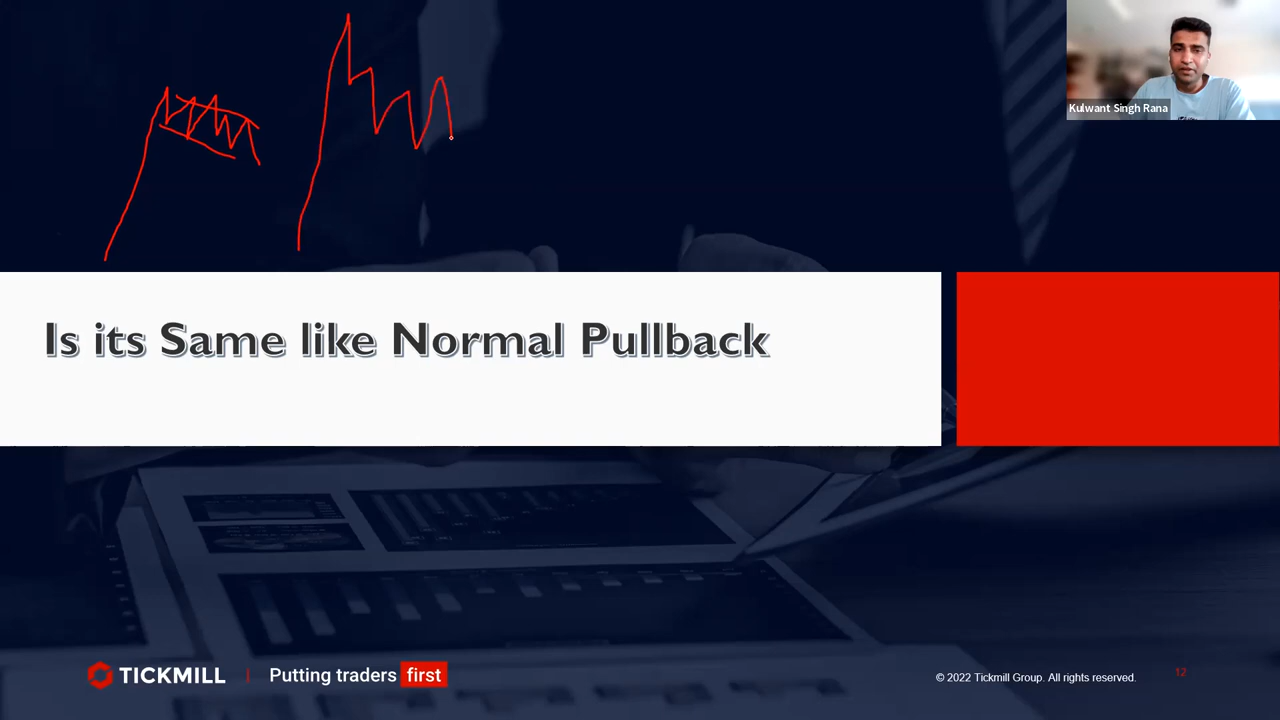 Kulwant Singh Rana
Is its Same like Normal Pullback
TICKMILL | Putting traders first
© 2022 Tickmill Group. All rights reserved.
12